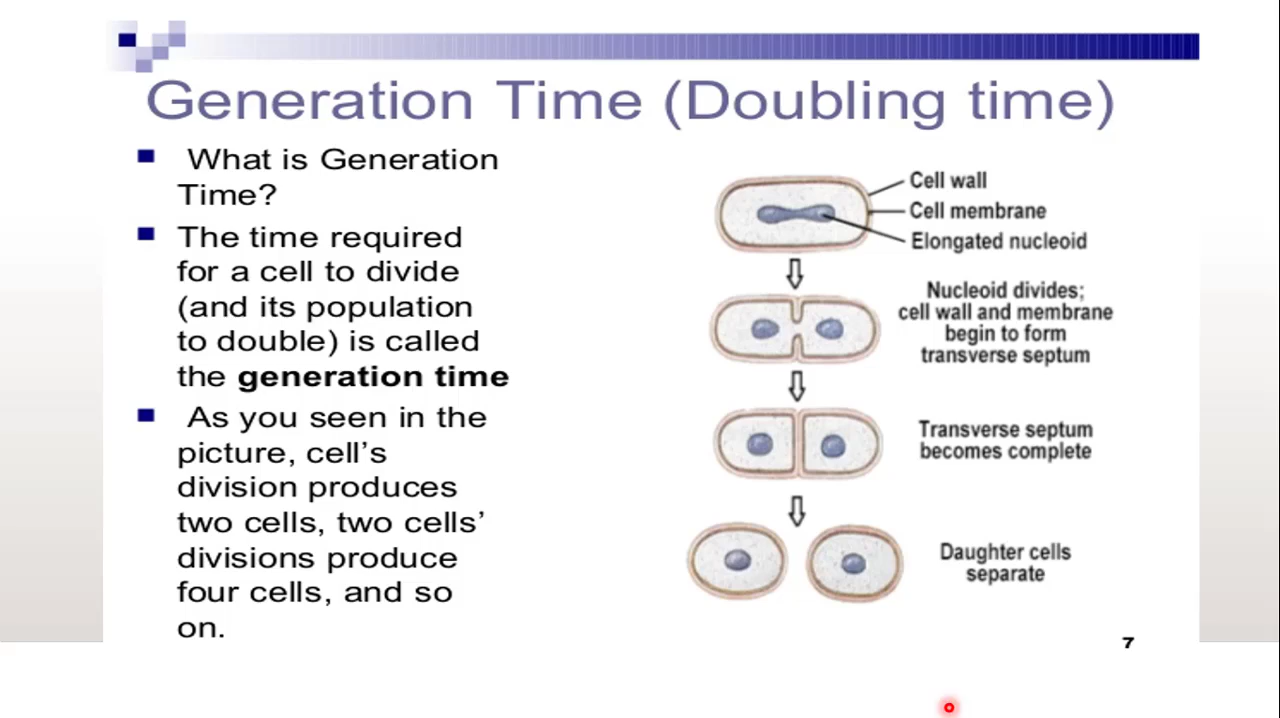 Generation Time (Doubling time)
What is Generation
Time?
The time required
for a cell to divide
(and its population
to double) is called
the generation time
As you seen in the
picture, cell’s
division produces
two cells, two cells’
divisions produce
four cells, and so
on.
Cell wall
Cell membrane
Elongated nucleoid
Nucleoid divides;
cell wall and membrane
begin to form
transverse septum
Transverse septum
becomes complete
Daughter cells
separate
7